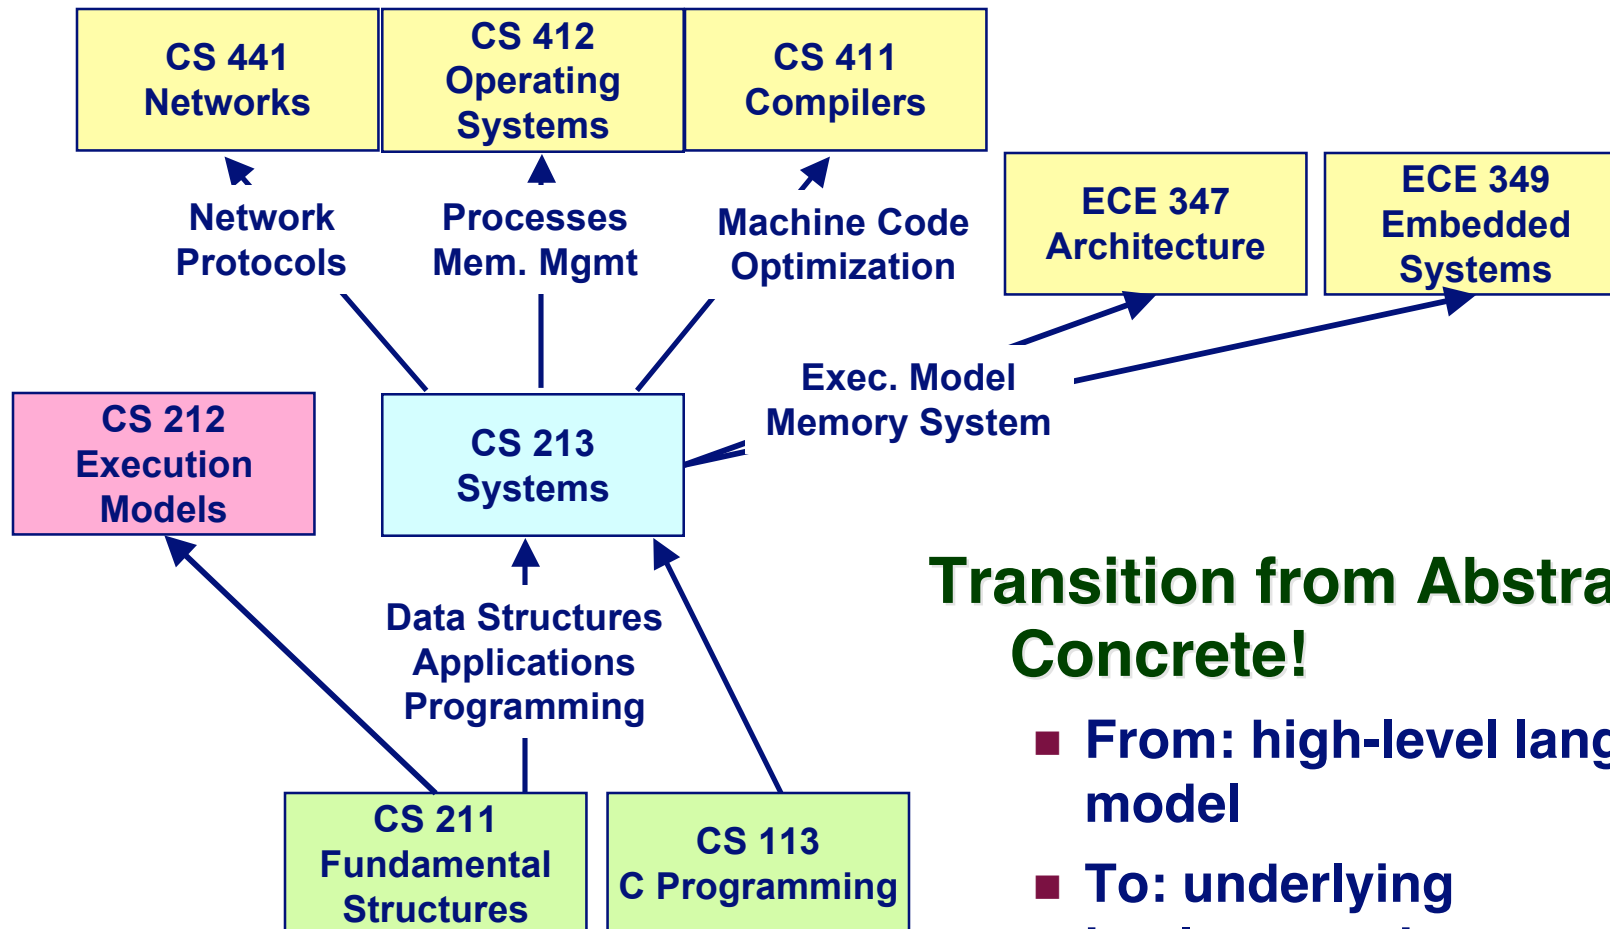 CS 441
Networks
CS 412
Operating
Systems
CS 411
Compilers
ECE 347
Architecture
ECE 349
Embedded
Systems
Network
Protocols
Processes
Mem. Mgmt
Machine Code
Optimization
Exec. Model
Memory System
CS 212
Execution
Models
CS 213
Systems
Data Structures
Applications
Programming
CS 211
Fundamental
Structures
CS 113
C Programming
Transition from Abstra
Concrete!
■ From: high-level lang
model
■ To: underlying